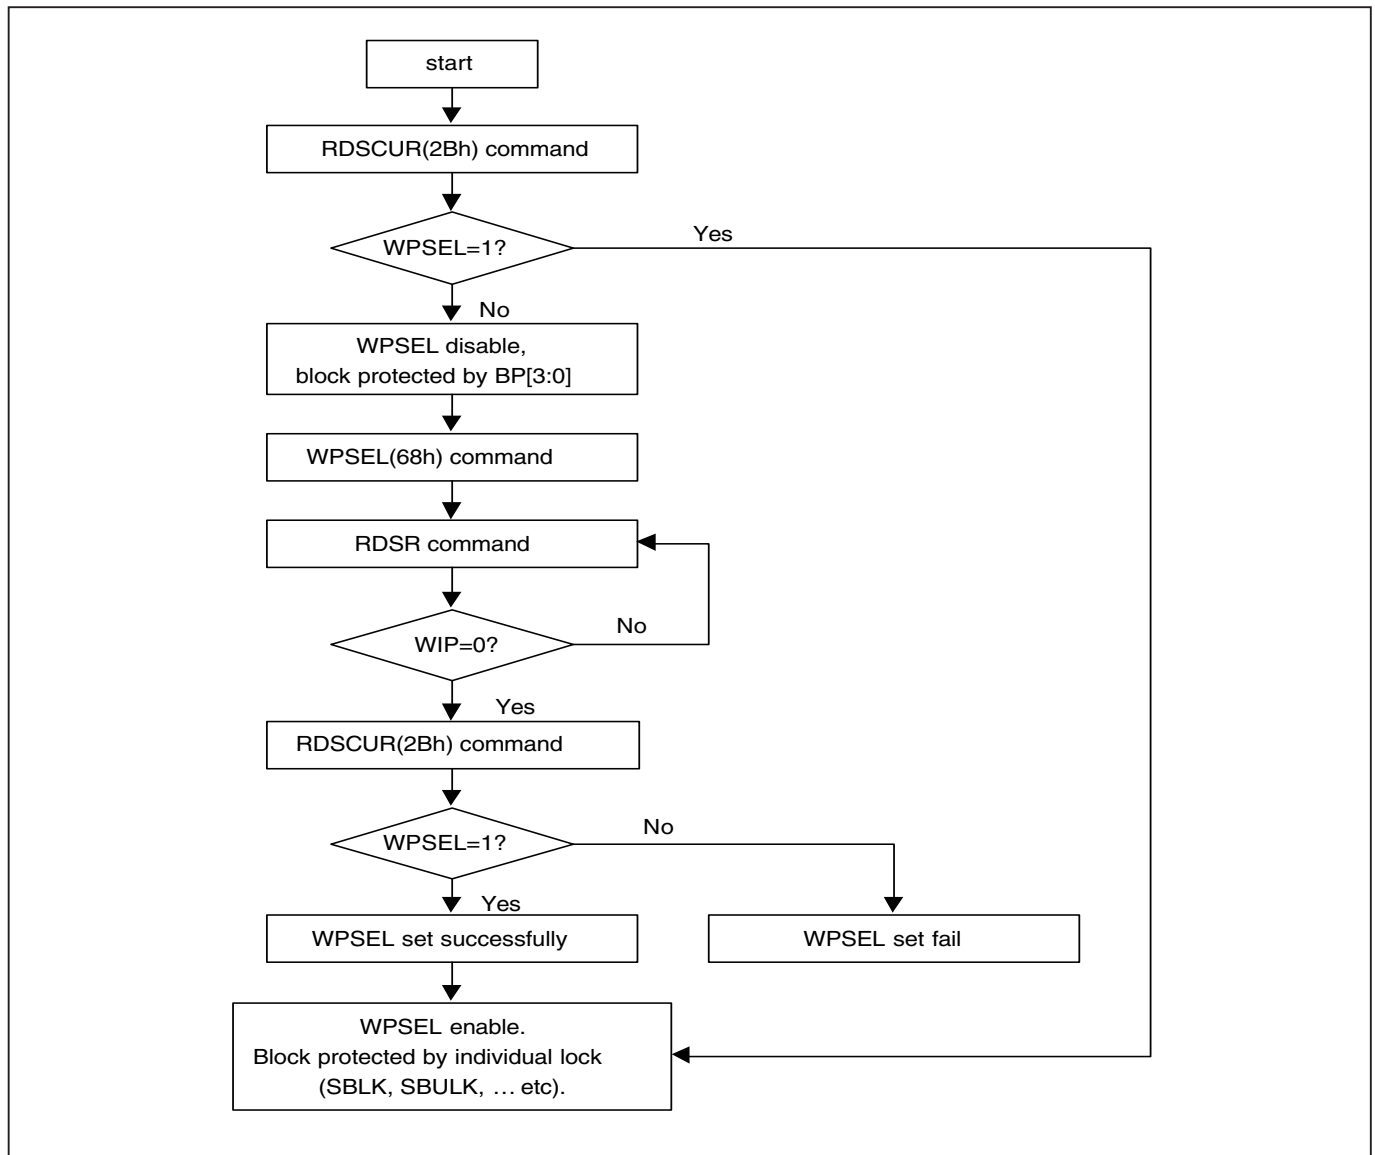 start
RDSCUR(2Bh) command
WPSEL=1?
Yes
No
WPSEL disable,
block protected by BP[3:0]
WPSEL(68h) command
RDSR command
WIP=0?
No
Yes
RDSCUR(2Bh) command
WPSEL=1?
No
Yes
WPSEL set successfully
WPSEL set fail
WPSEL enable.
Block protected by individual lock
(SBLK, SBULK, … etc).